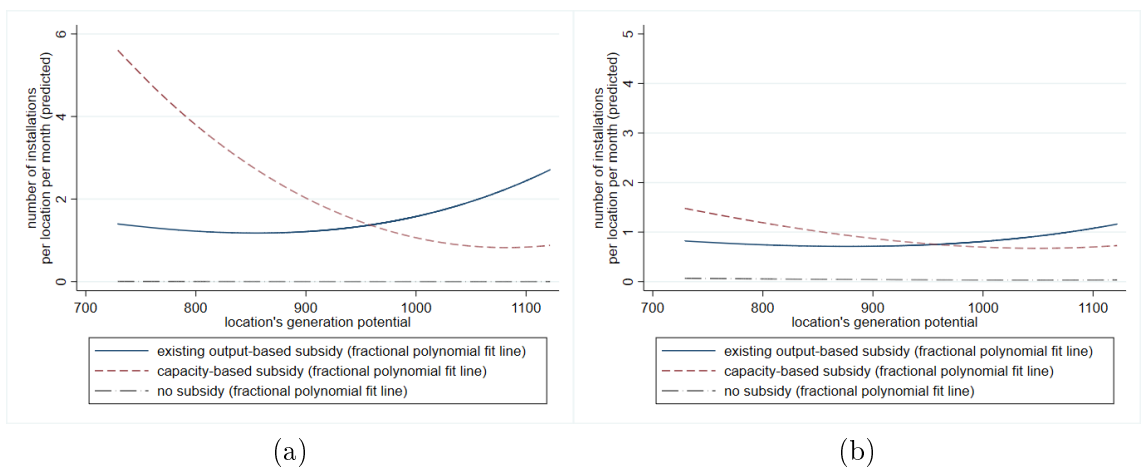 number of installations
per location per month (predicted)
6
4
2
0
700
800
900
1000
1100
location's generation potential
existing output-based subsidy (fractional polynomial fit line)
capacity-based subsidy (fractional polynomial fit line)
no subsidy (fractional polynomial fit line)
(a)
number of installations
per location per month (predicted)
5
4
3
2
1
0
700
800
900
1000
1100
location's generation potential
existing output-based subsidy (fractional polynomial fit line)
capacity-based subsidy (fractional polynomial fit line)
no subsidy (fractional polynomial fit line)
(b)